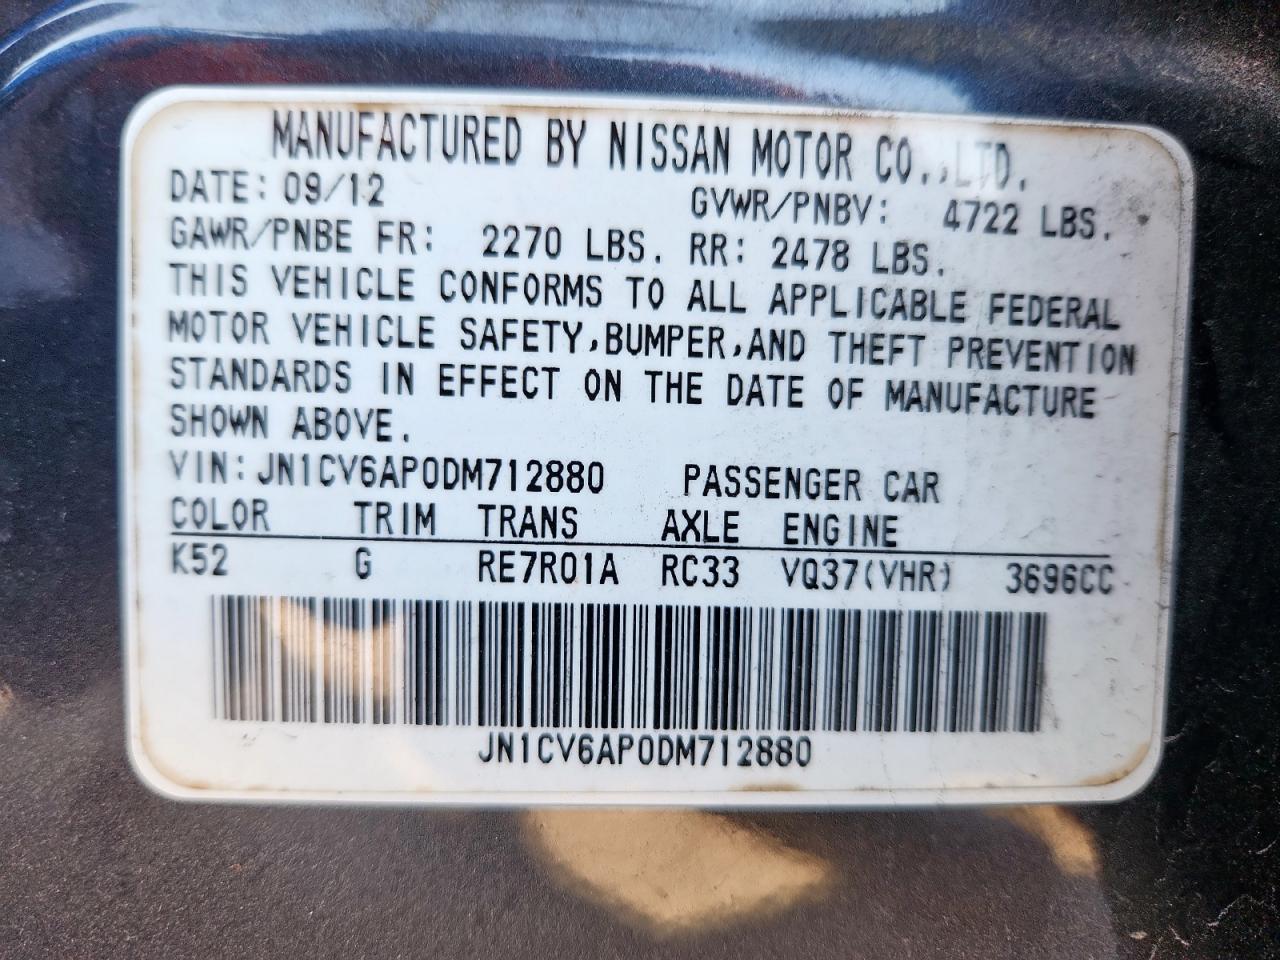 MANUFACTURED BY NISSAN MOTOR CO.,LTD.
DATE: 09/12 GVWR/PNBV: 4722 LBS.
GAWR/PNBE FR: 2270 LBS. RR: 2478 LBS.
THIS VEHICLE CONFORMS TO ALL APPLICABLE FEDERAL
MOTOR VEHICLE SAFETY,BUMPER,AND THEFT PREVENTION
STANDARDS IN EFFECT ON THE DATE OF MANUFACTURE
SHOWN ABOVE.
VIN: JN1CV6AP0DM712880 PASSENGER CAR
COLOR TRIM TRANS AXLE ENGINE
K52 G RE7R01A RC33 VQ37(VHR) 3696CC
JN1CV6AP0DM712880